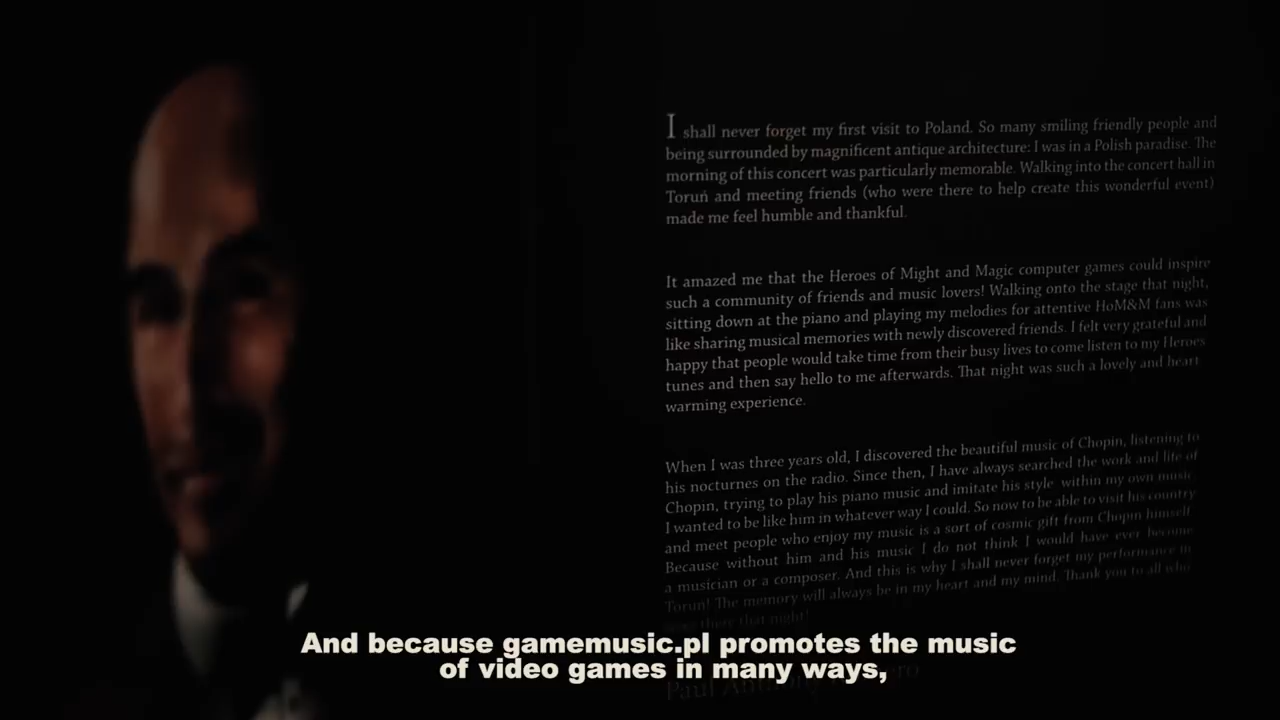 I shall never forget my first visit to Poland. So many smiling friendly people and
being surrounded by magnificent antique architecture: I was in a Polish paradise. The
morning of this concert was particularly memorable. Walking into the concert hall in
Toruń and meeting friends (who were there to help create this wonderful event)
made me feel humble and thankful.
It amazed me that the Heroes of Might and Magic computer games could inspire
such a community of friends and music lovers! Walking onto the stage that night,
sitting down at the piano and playing my melodies for attentive HoM&M fans was
like sharing musical memories with newly discovered friends. I felt very grateful and
happy that people would take time from their busy lives to come listen to my Heroes
tunes and then say hello to me afterwards. That night was such a lovely and heart
warming experience.
When I was three years old, I discovered the beautiful music of Chopin, listening to
his nocturnes on the radio. Since then, I have always searched the work and life of
Chopin, trying to play his piano music and imitate his style within my own music.
I wanted to be like him in whatever way I could. So now to be able to visit his country
and meet people who enjoy my music is a sort of cosmic gift from Chopin himself.
Because without him and his music I do not think I would have ever become
a musician or a composer. And this is why I shall never forget my performance in
Toruń! The memory will always be in my heart and my mind. Thank you to all who
there that night!
And because gamemusic.pl promotes the music
of video games in many ways,
Paul